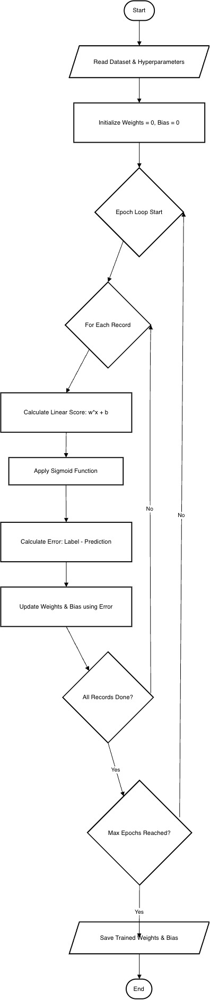 Start
Read Dataset & Hyperparameters
Initialize Weights = 0, Bias = 0
Epoch Loop Start
For Each Record
Calculate Linear Score: w*x + b
Apply Sigmoid Function
No
No
Calculate Error: Label - Prediction
Update Weights & Bias using Error
All Records Done?
Yes
Max Epochs Reached?
Yes
Save Trained Weights & Bias
End